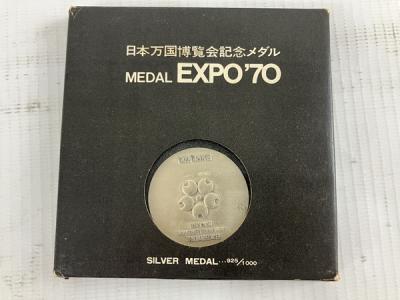 日本万国博覧会記念メダル
MEDAL EXPO'70
SILVER MEDAL...925/1000